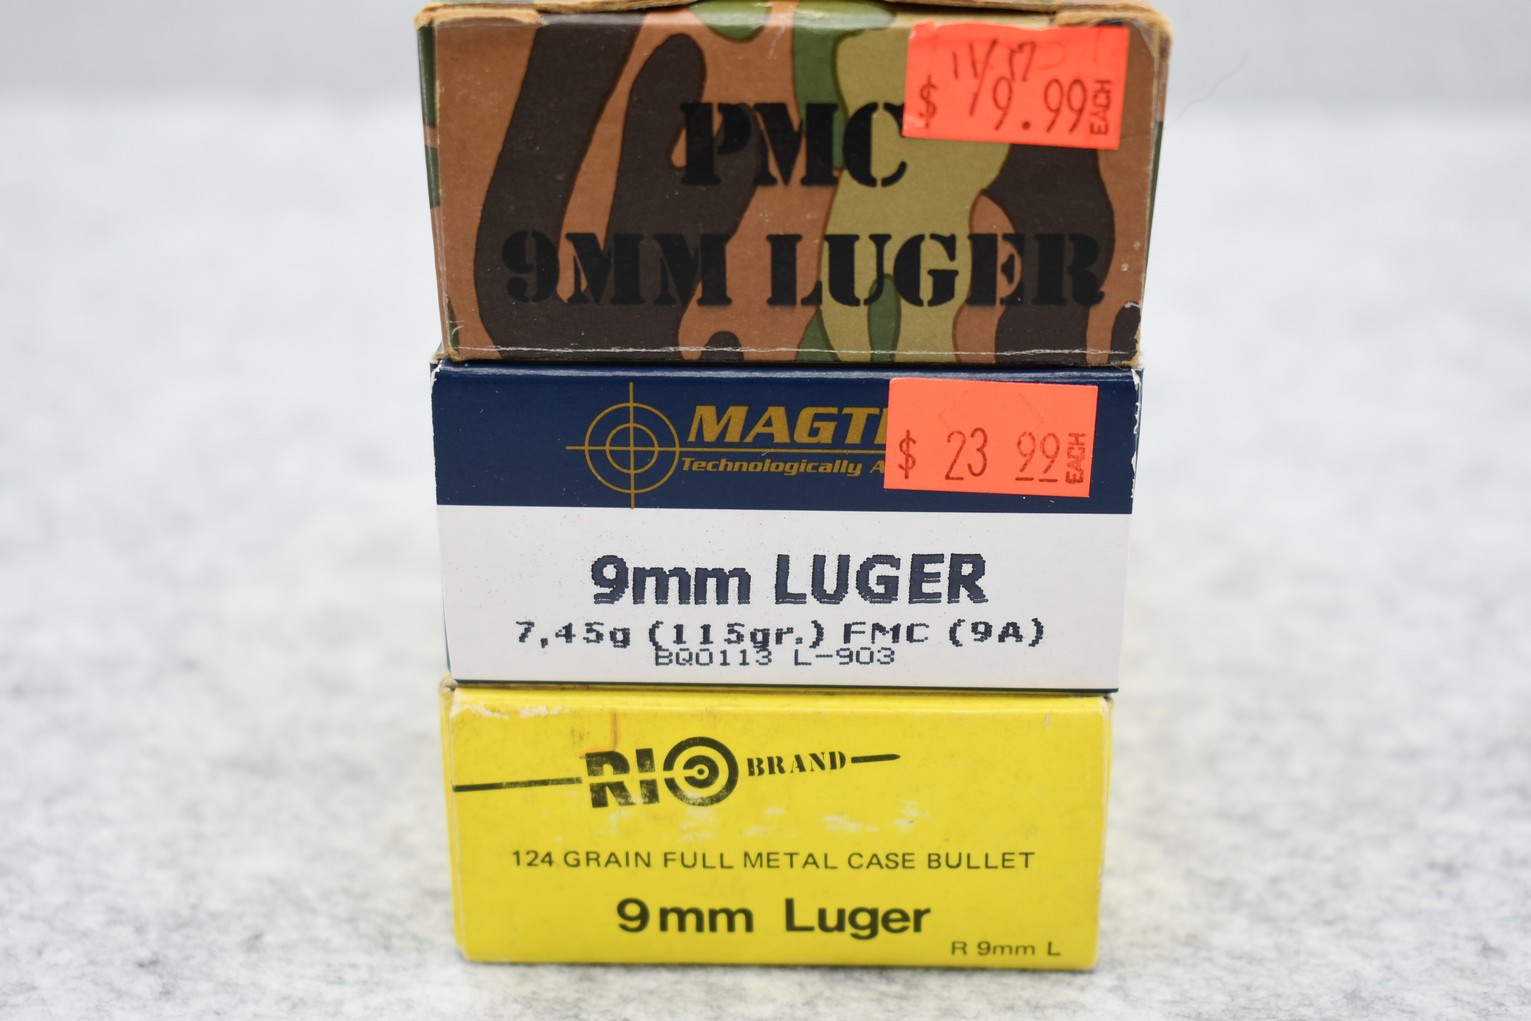 $ 19.99 EACH
PMC
9MM LUGER
MAGT
Technologically A
$ 23 99 EACH
9mm LUGER
7,45g (115gr.) FMC (9A)
BQ0113 L-903
RIO BRAND
124 GRAIN FULL METAL CASE BULLET
9mm Luger
R 9mm L